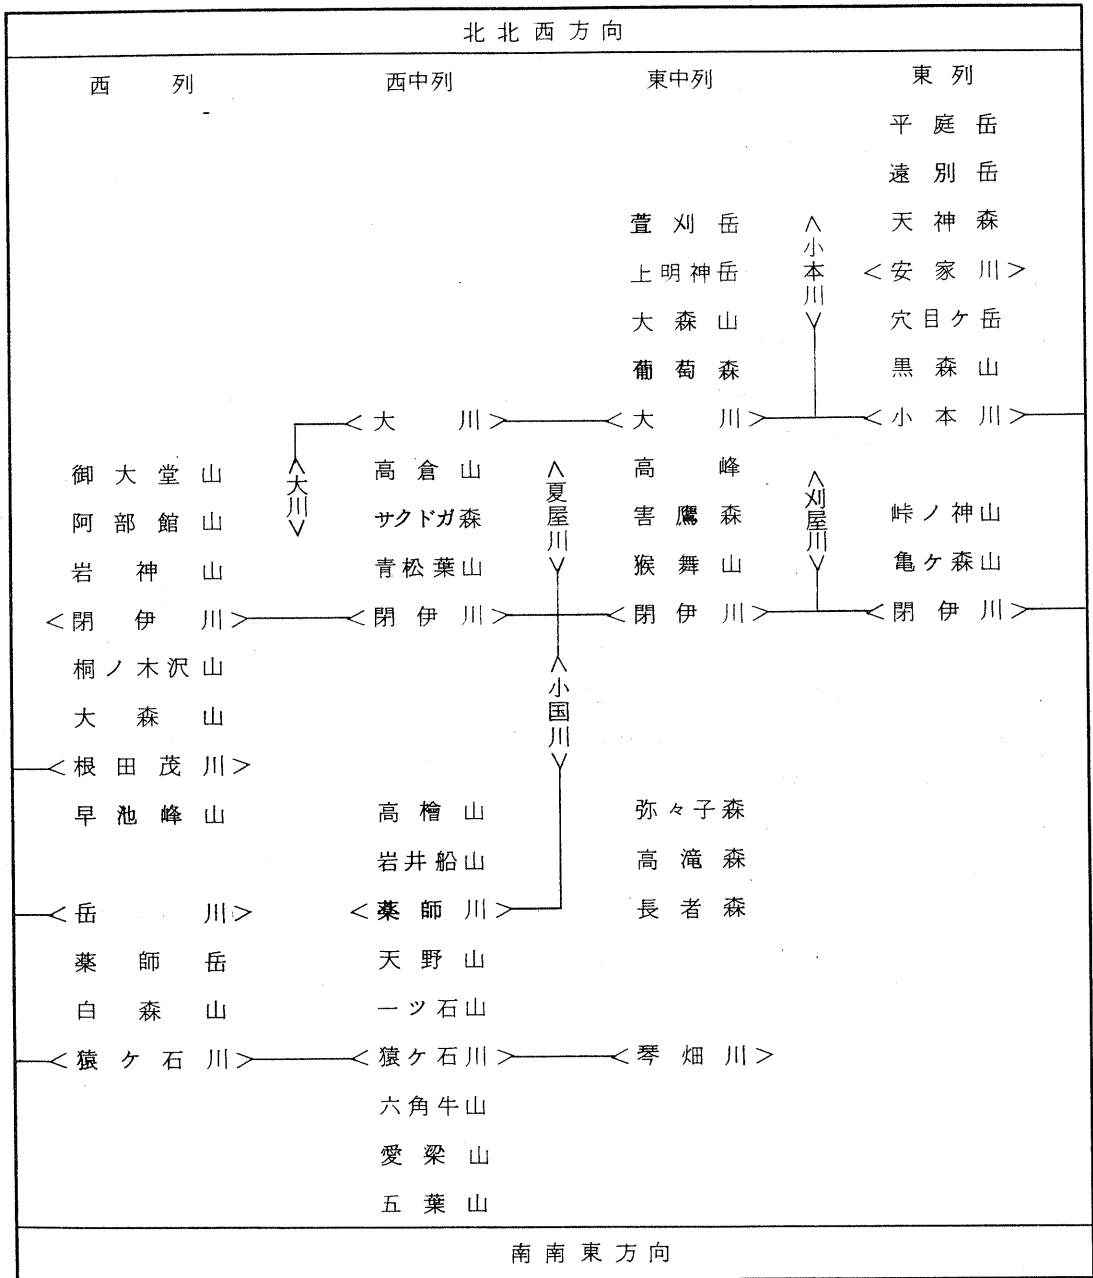 北北西方向
西列 西中列 東中列 東列
平庭岳
遠別岳
萱刈岳 <小本川> 天神森
上明神岳 <安家川>
大森山 穴目ケ岳
葡萄森 黒森山
<大川> <大川> <小本川>
御大堂山 <大川> 高倉山 <夏屋川> 高峰 <刈屋川>
阿部館山 サクドガ森 害鷹森 峠ノ神山
岩神山 青松葉山 猴舞山 亀ケ森山
<閉伊川> <閉伊川> <閉伊川> <閉伊川>
桐ノ木沢山 <小国川>
大森山
<根田茂川>
早池峰山 高檜山 弥々子森
岩井船山 高滝森
<岳川> <薬師川> 長者森
薬師岳 天野山
白森山 一ツ石山
<猿ケ石川> <猿ケ石川> <琴畑川>
六角牛山
愛梁山
五葉山
南南東方向